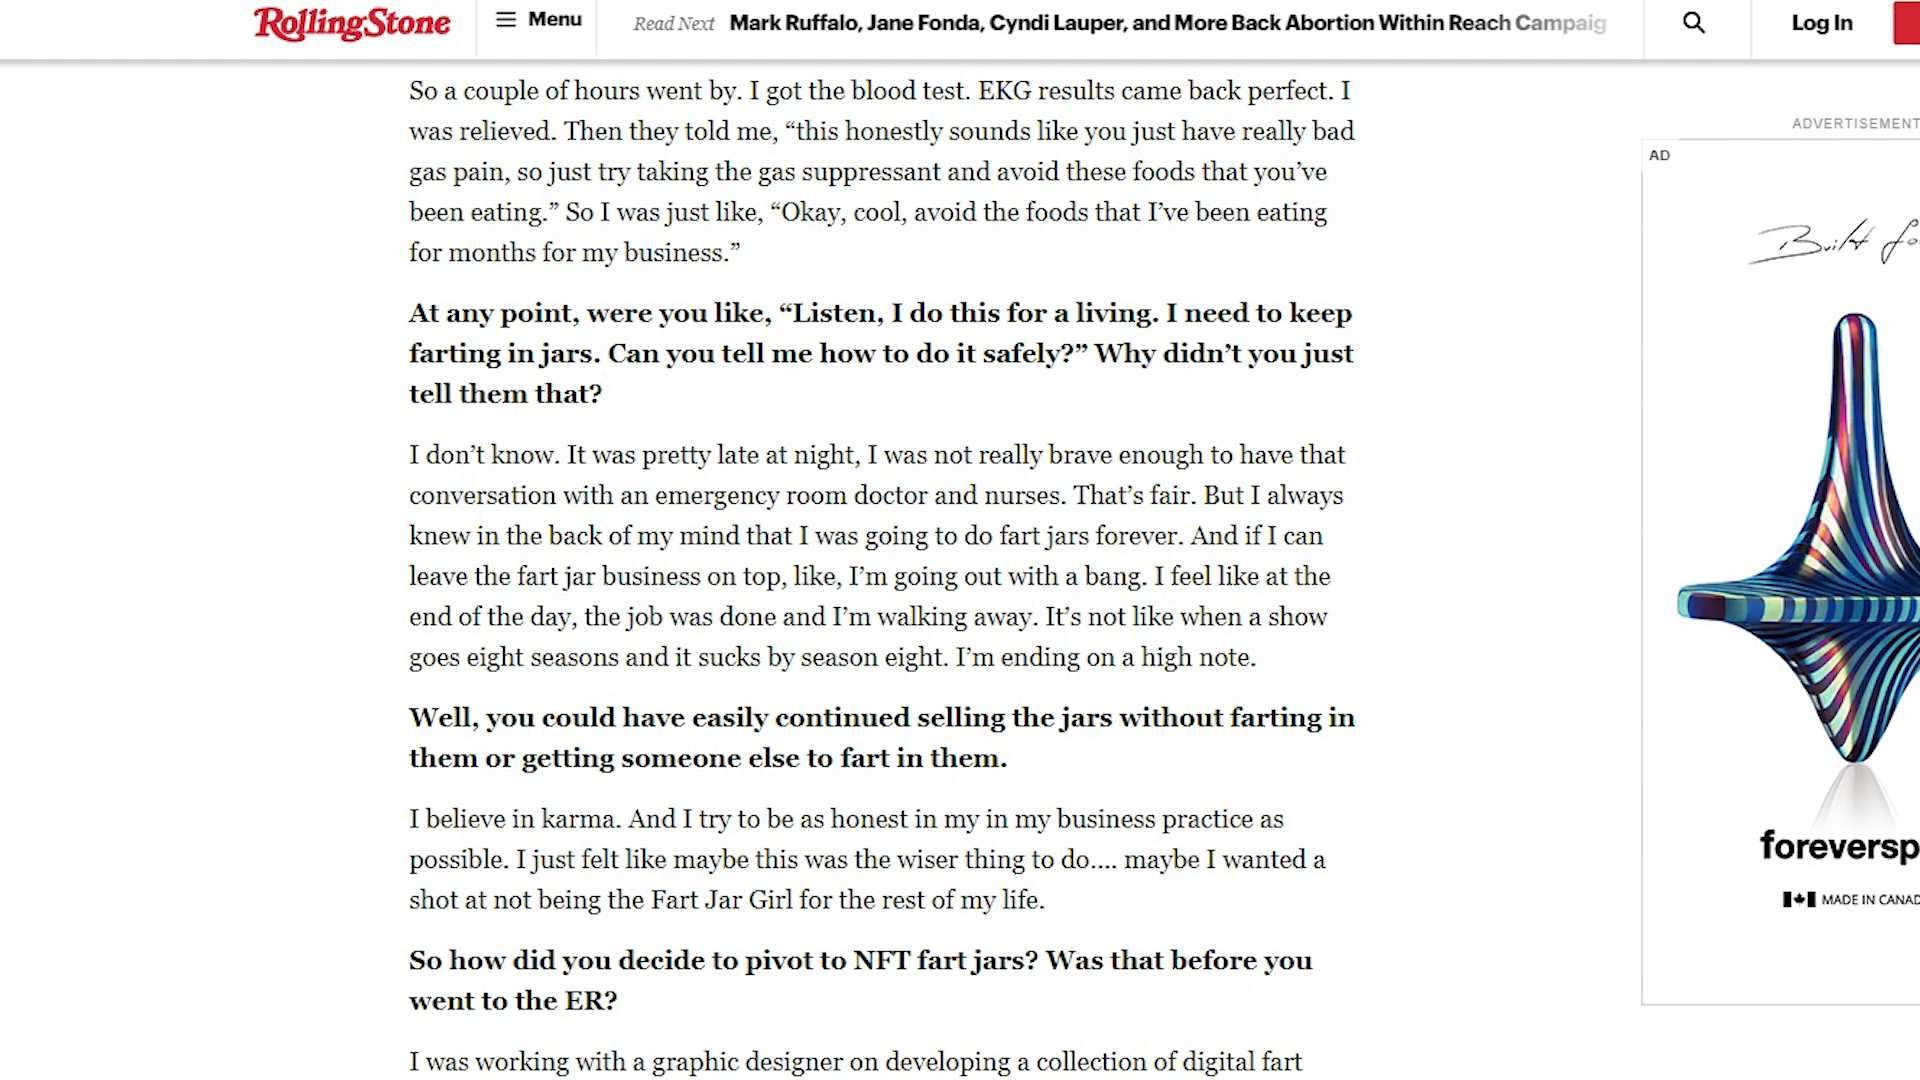 RollingStone
Menu
Read Next Mark Ruffalo, Jane Fonda, Cyndi Lauper, and More Back Abortion Within Reach Campaig
Log In
So a couple of hours went by. I got the blood test. EKG results came back perfect. I
was relieved. Then they told me, “this honestly sounds like you just have really bad
gas pain, so just try taking the gas suppressant and avoid these foods that you’ve
been eating.” So I was just like, “Okay, cool, avoid the foods that I’ve been eating
for months for my business.”
At any point, were you like, “Listen, I do this for a living. I need to keep
farting in jars. Can you tell me how to do it safely?” Why didn’t you just
tell them that?
I don’t know. It was pretty late at night, I was not really brave enough to have that
conversation with an emergency room doctor and nurses. That’s fair. But I always
knew in the back of my mind that I was going to do fart jars forever. And if I can
leave the fart jar business on top, like, I’m going out with a bang. I feel like at the
end of the day, the job was done and I’m walking away. It’s not like when a show
goes eight seasons and it sucks by season eight. I’m ending on a high note.
Well, you could have easily continued selling the jars without farting in
them or getting someone else to fart in them.
I believe in karma. And I try to be as honest in my in my business practice as
possible. I just felt like maybe this was the wiser thing to do.... maybe I wanted a
shot at not being the Fart Jar Girl for the rest of my life.
So how did you decide to pivot to NFT fart jars? Was that before you
went to the ER?
I was working with a graphic designer on developing a collection of digital fart
ADVERTISEMENT
AD
Built fo
foreversp
MADE IN CANAD